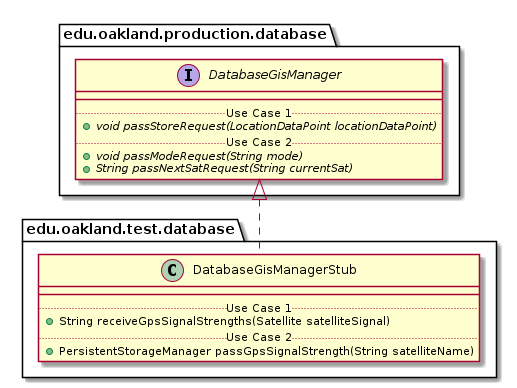 edu.oakland.production.database
I DatabaseGisManager
Use Case 1
void passStoreRequest(LocationDataPoint locationDataPoint)
Use Case 2
void passModeRequest(String mode)
String passNextSatRequest(String currentSat)
edu.oakland.test.database
C DatabaseGisManagerStub
Use Case 1
String receiveGpsSignalStrengths(Satellite satelliteSignal)
Use Case 2
PersistentStorageManager passGpsSignalStrength(String satelliteName)